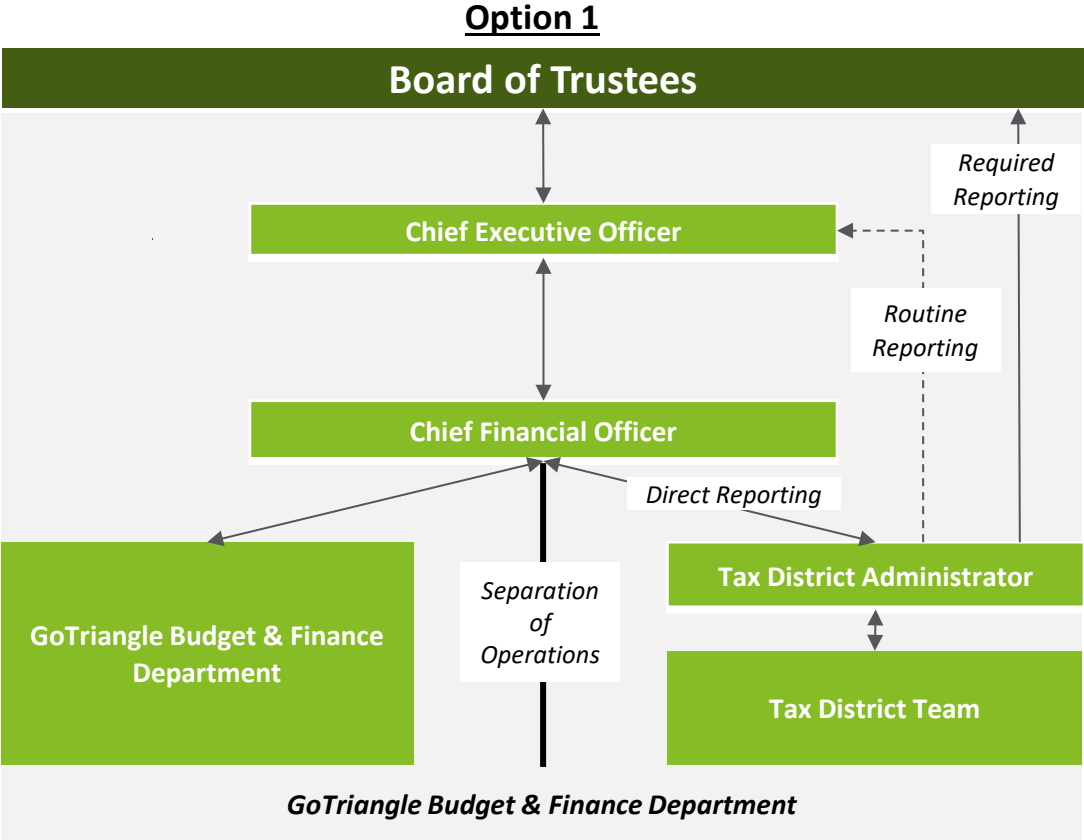 Option 1
Board of Trustees
Required
Reporting
Chief Executive Officer
Routine
Reporting
Chief Financial Officer
Direct Reporting
GoTriangle Budget & Finance
Department
Separation
of
Operations
Tax District Administrator
Tax District Team
GoTriangle Budget & Finance Department